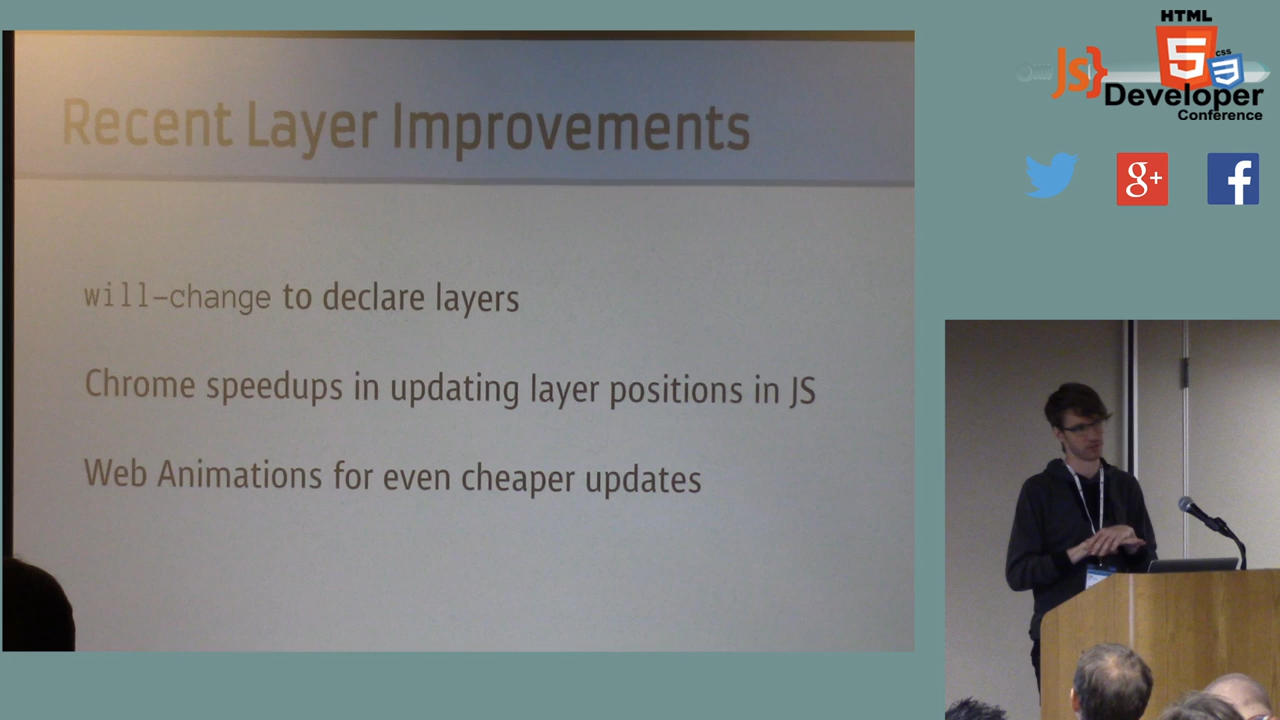 Recent Layer Improvements
will-change to declare layers
Chrome speedups in updating layer positions in JS
Web Animations for even cheaper updates
HTML
5
css
3
Js}
Developer
Conference
g+
f